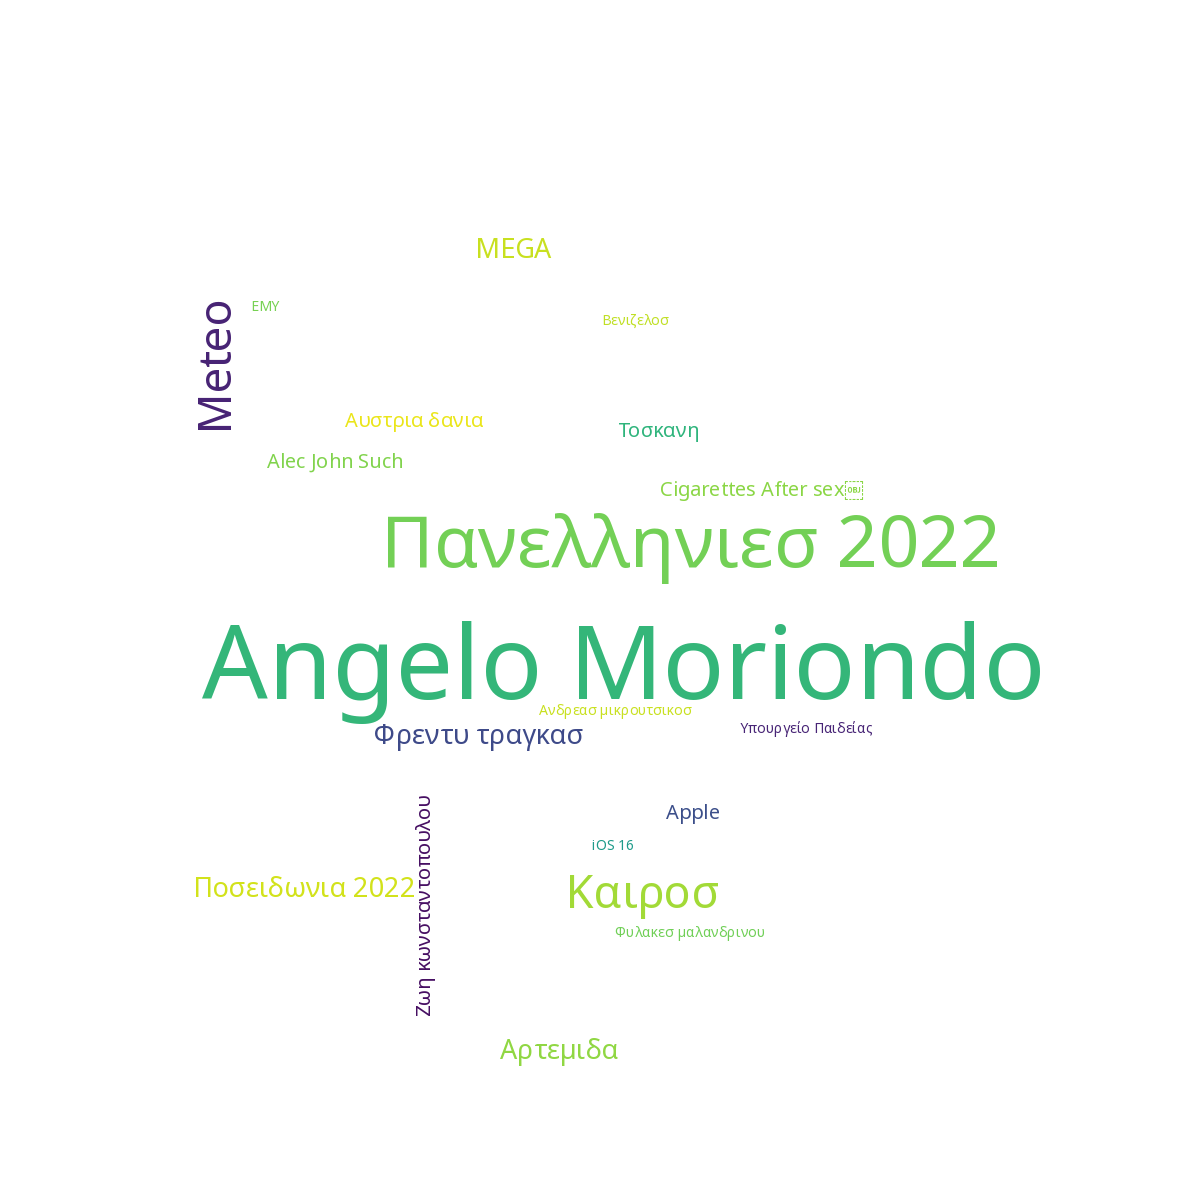 MEGA
Meteo
ΕΜΥ
Βενιζελοσ
Αυστρια δανια
Τοσκανη
Alec John Such
Cigarettes After sex￼
Πανελληνιεσ 2022
Angelo Moriondo
Ανδρεασ μικρουτσικοσ
Υπουργείο Παιδείας
Φρεντυ τραγκασ
Ζωη κωνσταντοπουλου
Apple
iOS 16
Ποσειδωνια 2022
Καιροσ
Φυλακεσ μαλανδρινου
Αρτεμιδα